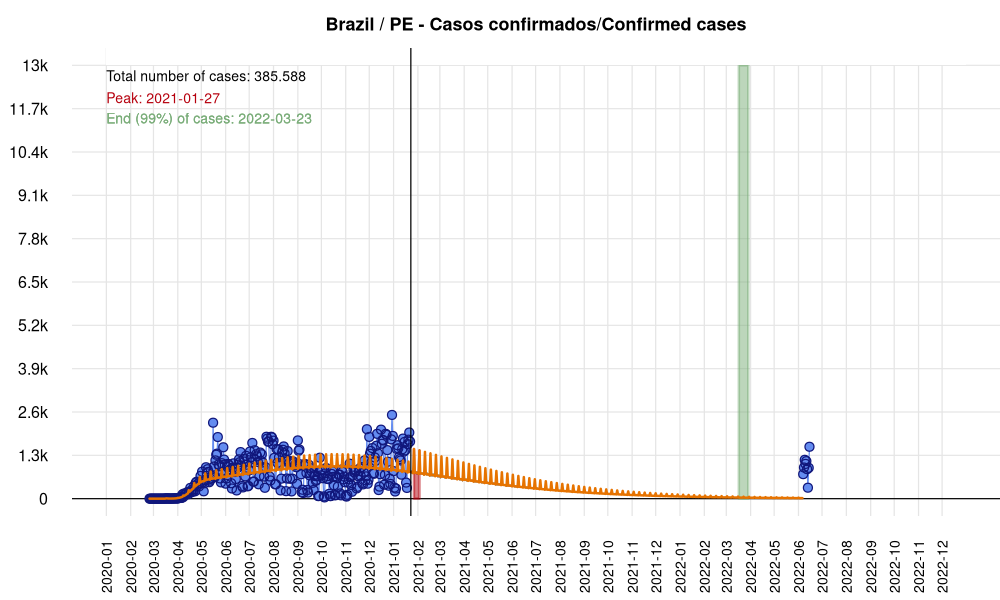 Brazil / PE - Casos confirmados/Confirmed cases
Total number of cases: 385.588
Peak: 2021-01-27
End (99%) of cases: 2022-03-23
13k
11.7k
10.4k
9.1k
7.8k
6.5k
5.2k
3.9k
2.6k
1.3k
0
2020-01
2020-02
2020-03
2020-04
2020-05
2020-06
2020-07
2020-08
2020-09
2020-10
2020-11
2020-12
2021-01
2021-02
2021-03
2021-04
2021-05
2021-06
2021-07
2021-08
2021-09
2021-10
2021-11
2021-12
2022-01
2022-02
2022-03
2022-04
2022-05
2022-06
2022-07
2022-08
2022-09
2022-10
2022-11
2022-12